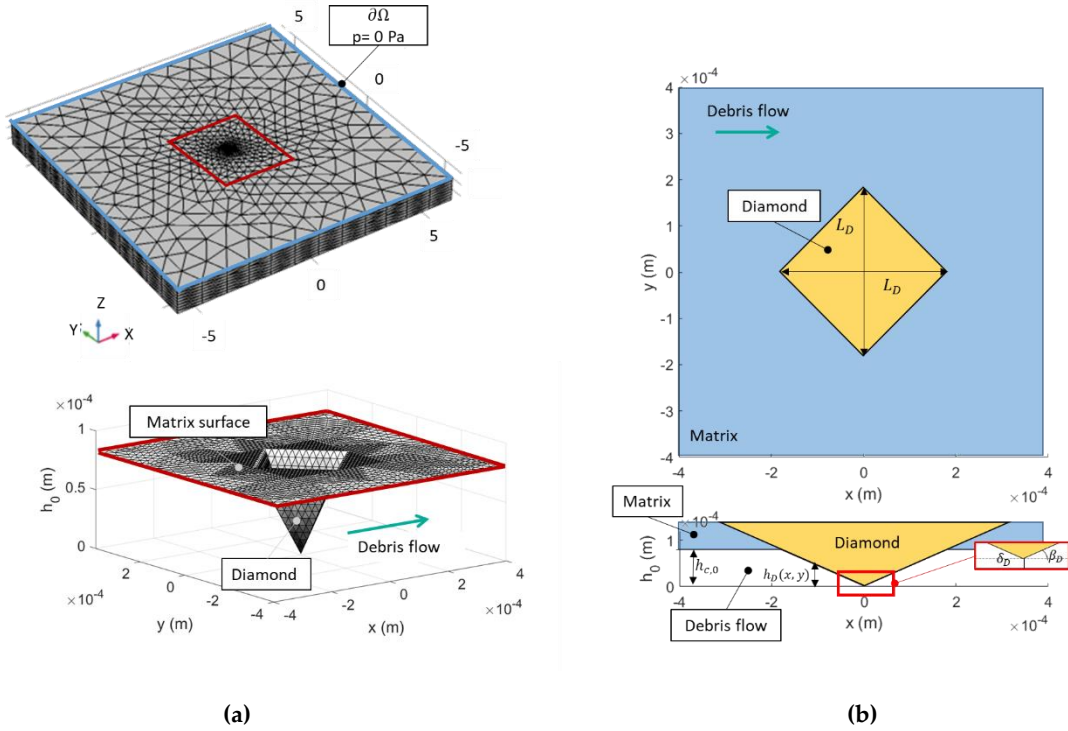 ∂Ω
p= 0 Pa
5
0
-5
5
0
-5
Z
Y
X
×10⁻⁴
1
0.5
0
h₀ (m)
Matrix surface
Diamond
Debris flow
2
0
-2
-4
×10⁻⁴
y (m)
-4
-2
0
2
4
×10⁻⁴
x (m)
(a)
×10⁻⁴
4
3
2
1
0
-1
-2
-3
-4
y (m)
Debris flow
Diamond
L_D
L_D
Matrix
-4
-2
0
2
4
x (m)
×10⁻⁴
Matrix
×10⁻⁴
1
0
h₀ (m)
Diamond
h_{c,0}
h_D(x, y)
δ_D
β_D
Debris flow
-4
-2
0
2
4
x (m)
×10⁻⁴
(b)